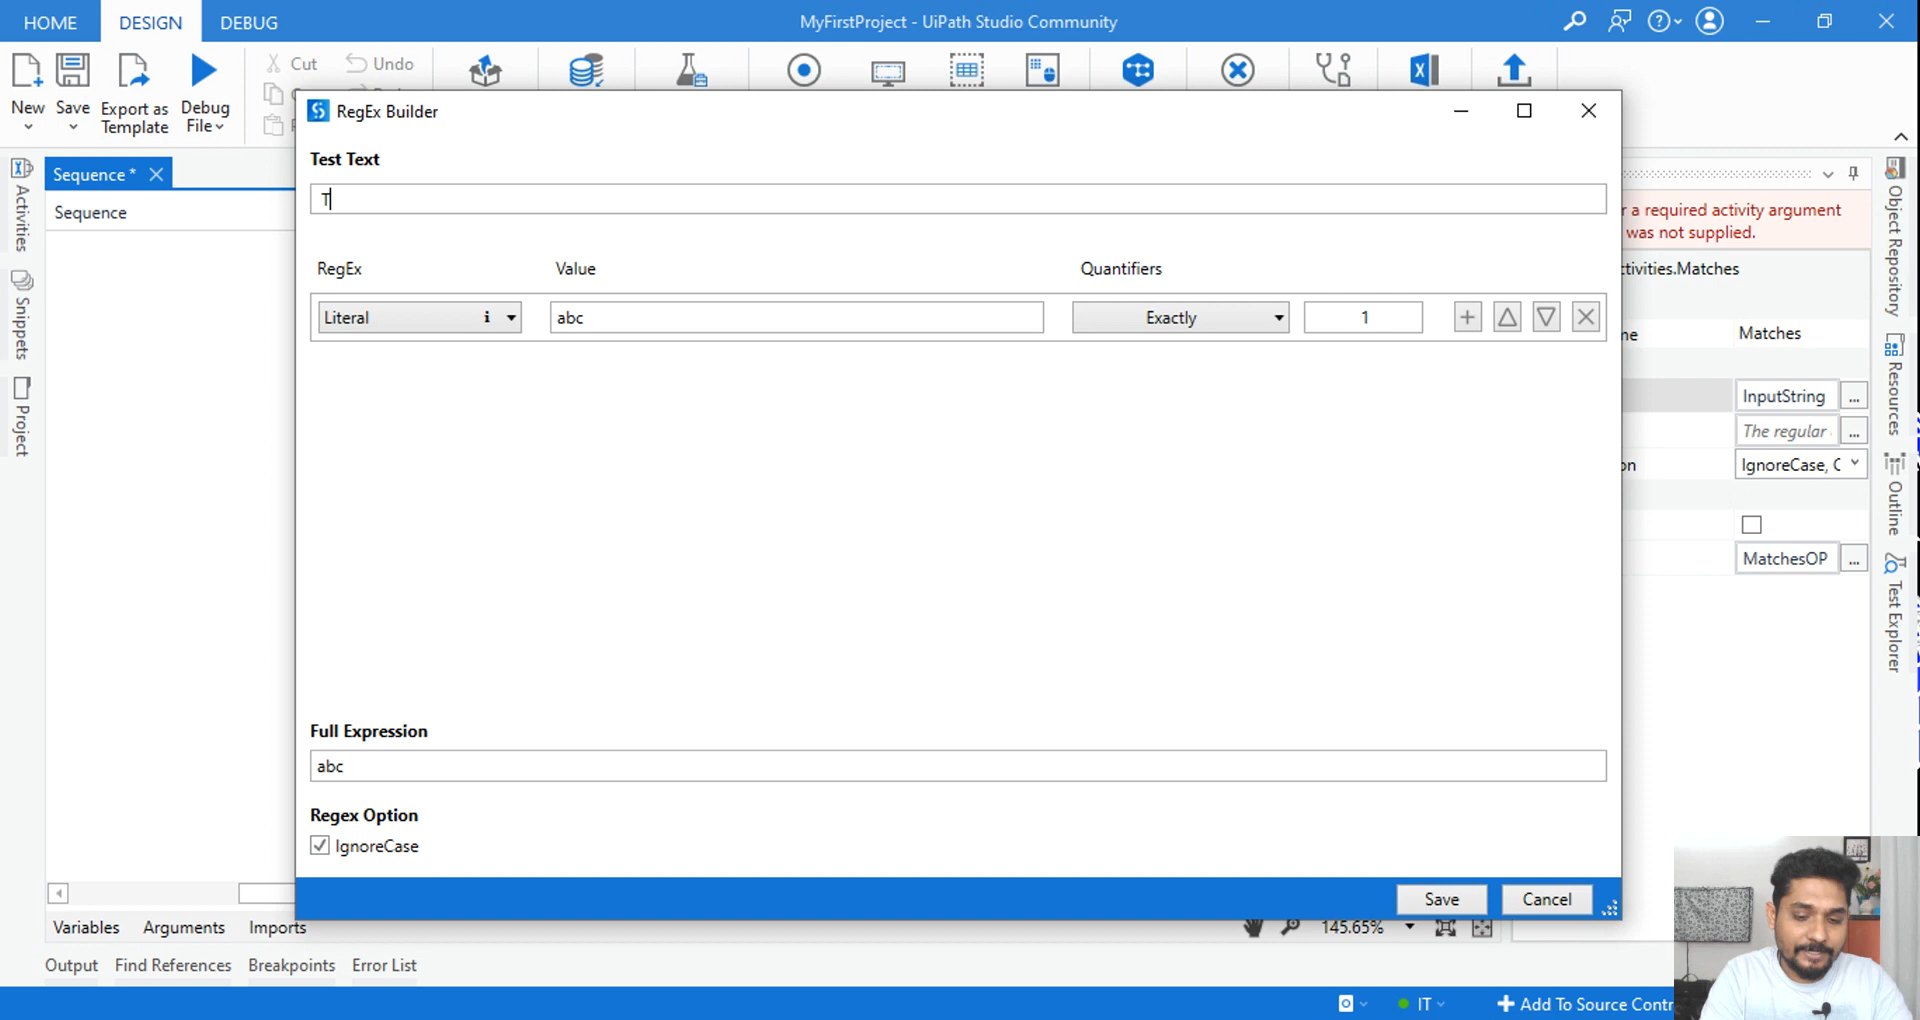 HOME DESIGN DEBUG MyFirstProject - UiPath Studio Community
New Save Export as Template Debug File
Cut Undo
RegEx Builder
Test Text
T
RegEx Value Quantifiers
Literal i abc Exactly 1
Full Expression
abc
Regex Option
IgnoreCase
Save Cancel
Activities
Snippets
Project
Sequence *
Sequence
r a required activity argument
was not supplied.
ctivities.Matches
me Matches
InputString ...
The regular ...
on IgnoreCase, C
MatchesOP ...
Object Repository
Resources
Outline
Test Explorer
Variables Arguments Imports 145.65%
Output Find References Breakpoints Error List
IT Add To Source Contr